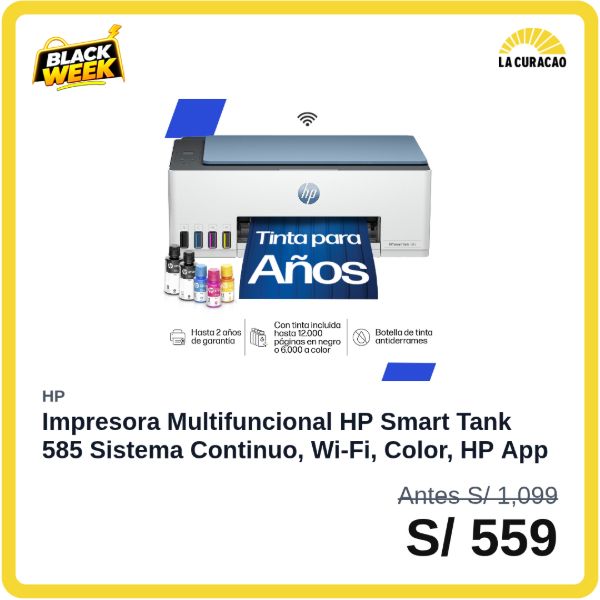 BLACK
WEEK
LA CURACAO
hp
Tinta para
Años
Hasta 2 años
de garantía
Con tinta incluida
hasta 12.000
páginas en negro
o 6.000 a color
Botella de tinta
antiderrames
HP
Impresora Multifuncional HP Smart Tank
585 Sistema Continuo, Wi-Fi, Color, HP App
Antes S/ 1,099
S/ 559